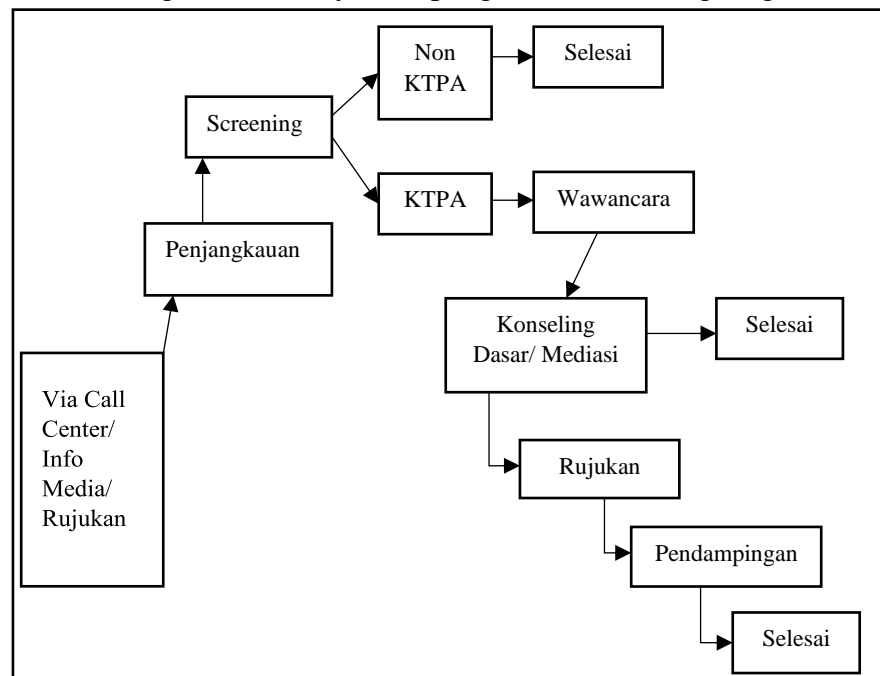 Non
KTPA
Selesai
Screening
KTPA
Wawancara
Penjangkauan
Konseling
Dasar/ Mediasi
Selesai
Via Call
Center/
Info
Media/
Rujukan
Rujukan
Pendampingan
Selesai